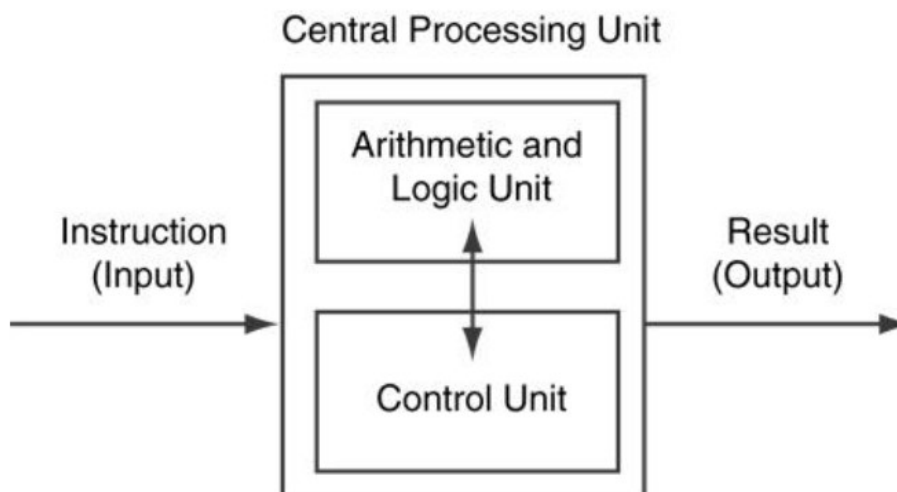 Central Processing Unit
Arithmetic and
Logic Unit
Instruction
(Input)
Result
(Output)
Control Unit